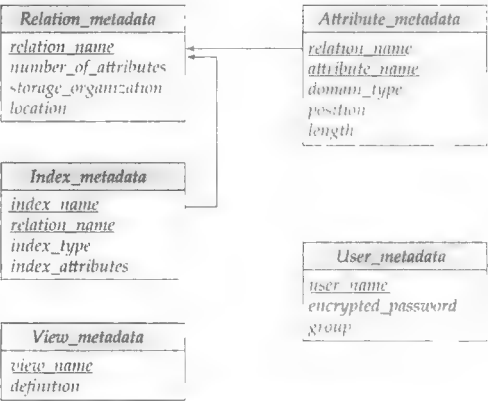 Relation_metadata
relation_name
number_of_attributes
storage_organization
location
Attribute_metadata
relation_name
attribute_name
domain_type
position
length
Index_metadata
index_name
relation_name
index_type
index_attributes
User_metadata
user_name
encrypted_password
group
View_metadata
view_name
definition